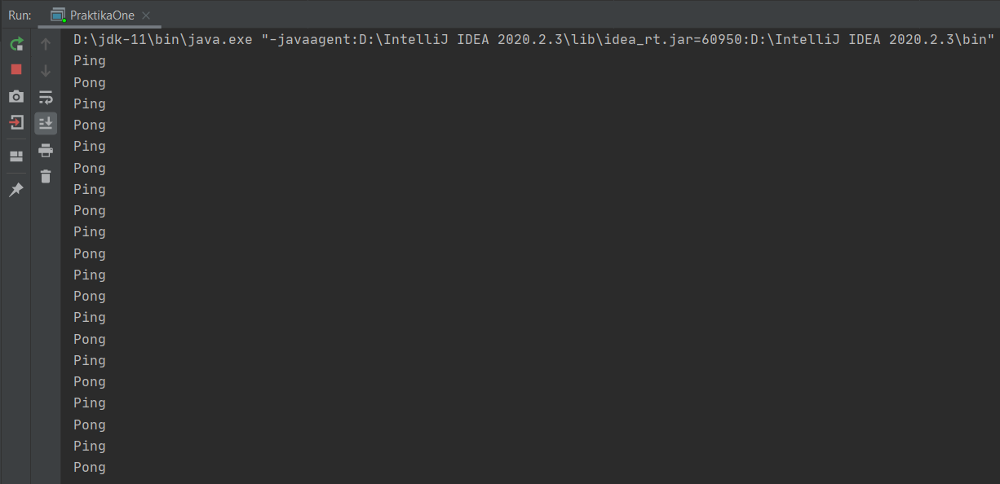 Run: PraktikaOne
D:\jdk-11\bin\java.exe "-javaagent:D:\IntelliJ IDEA 2020.2.3\lib\idea_rt.jar=60950:D:\IntelliJ IDEA 2020.2.3\bin"
Ping
Pong
Ping
Pong
Ping
Pong
Ping
Pong
Ping
Pong
Ping
Pong
Ping
Pong
Ping
Pong
Ping
Pong
Ping
Pong